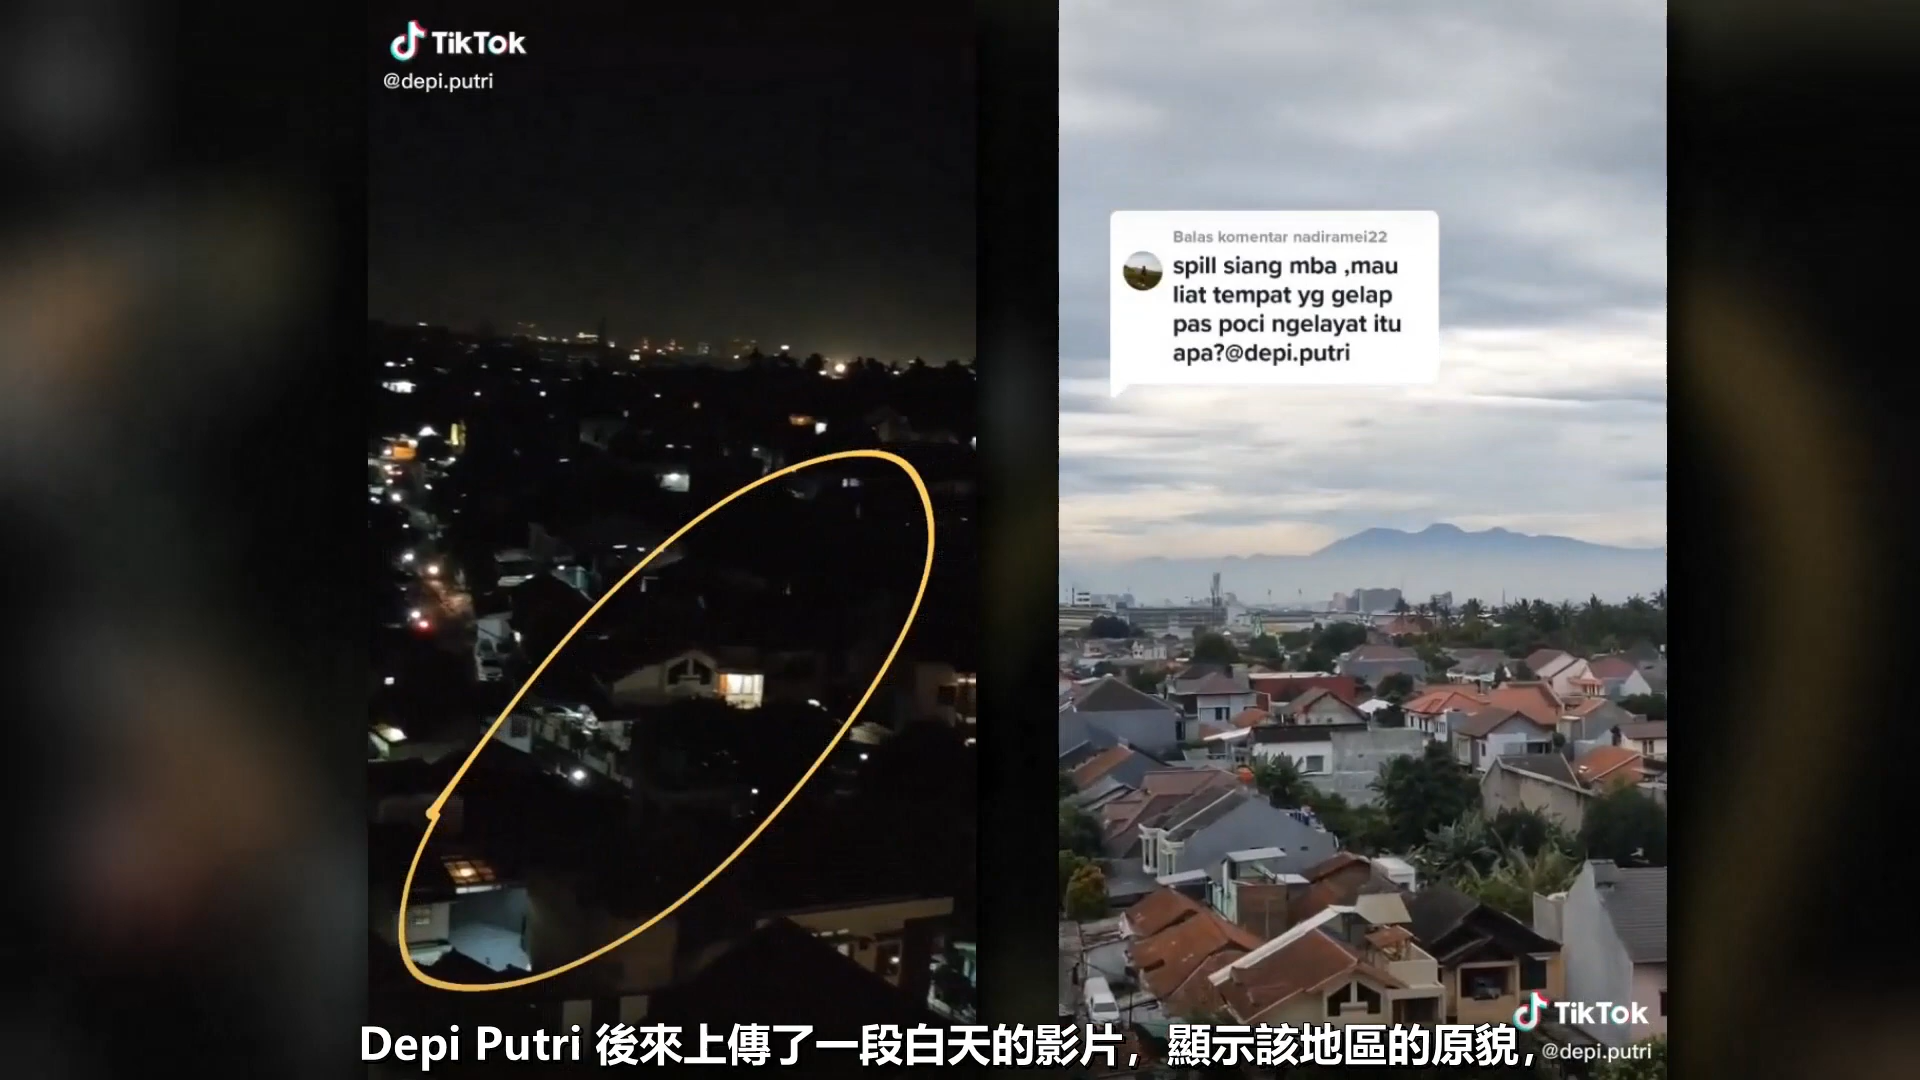 TikTok
@depi.putri
Balas komentar nadiramei22
spill siang mba ,mau
liat tempat yg gelap
pas poci ngelayat itu
apa?@depi.putri
TikTok
@depi.putri
Depi Putri 後來上傳了一段白天的影片，顯示該地區的原貌，